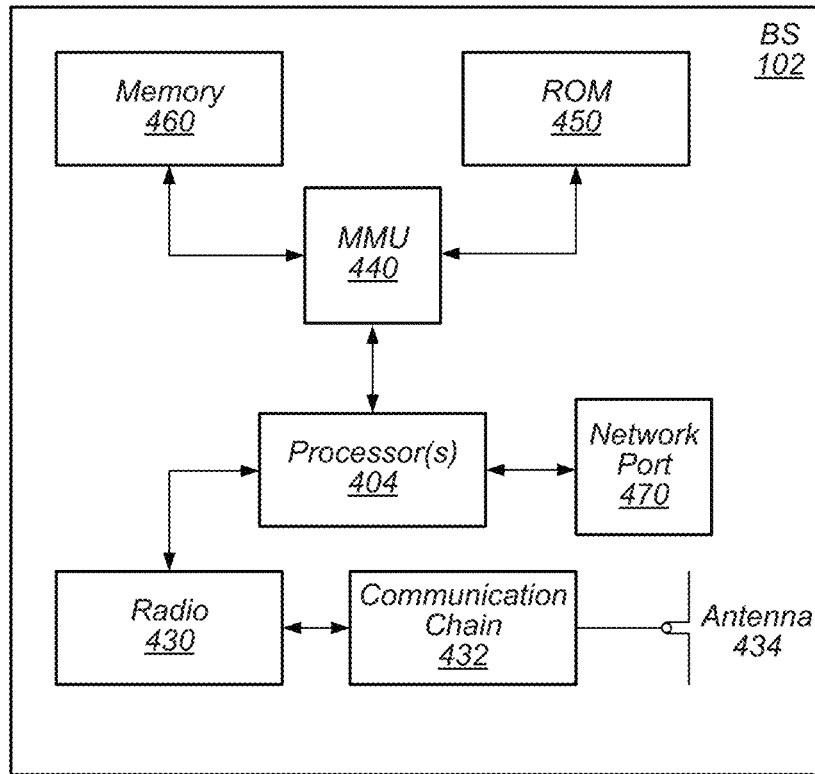 BS
102
Memory
460
ROM
450
MMU
440
Processor(s)
404
Network
Port
470
Radio
430
Communication
Chain
432
Antenna
434